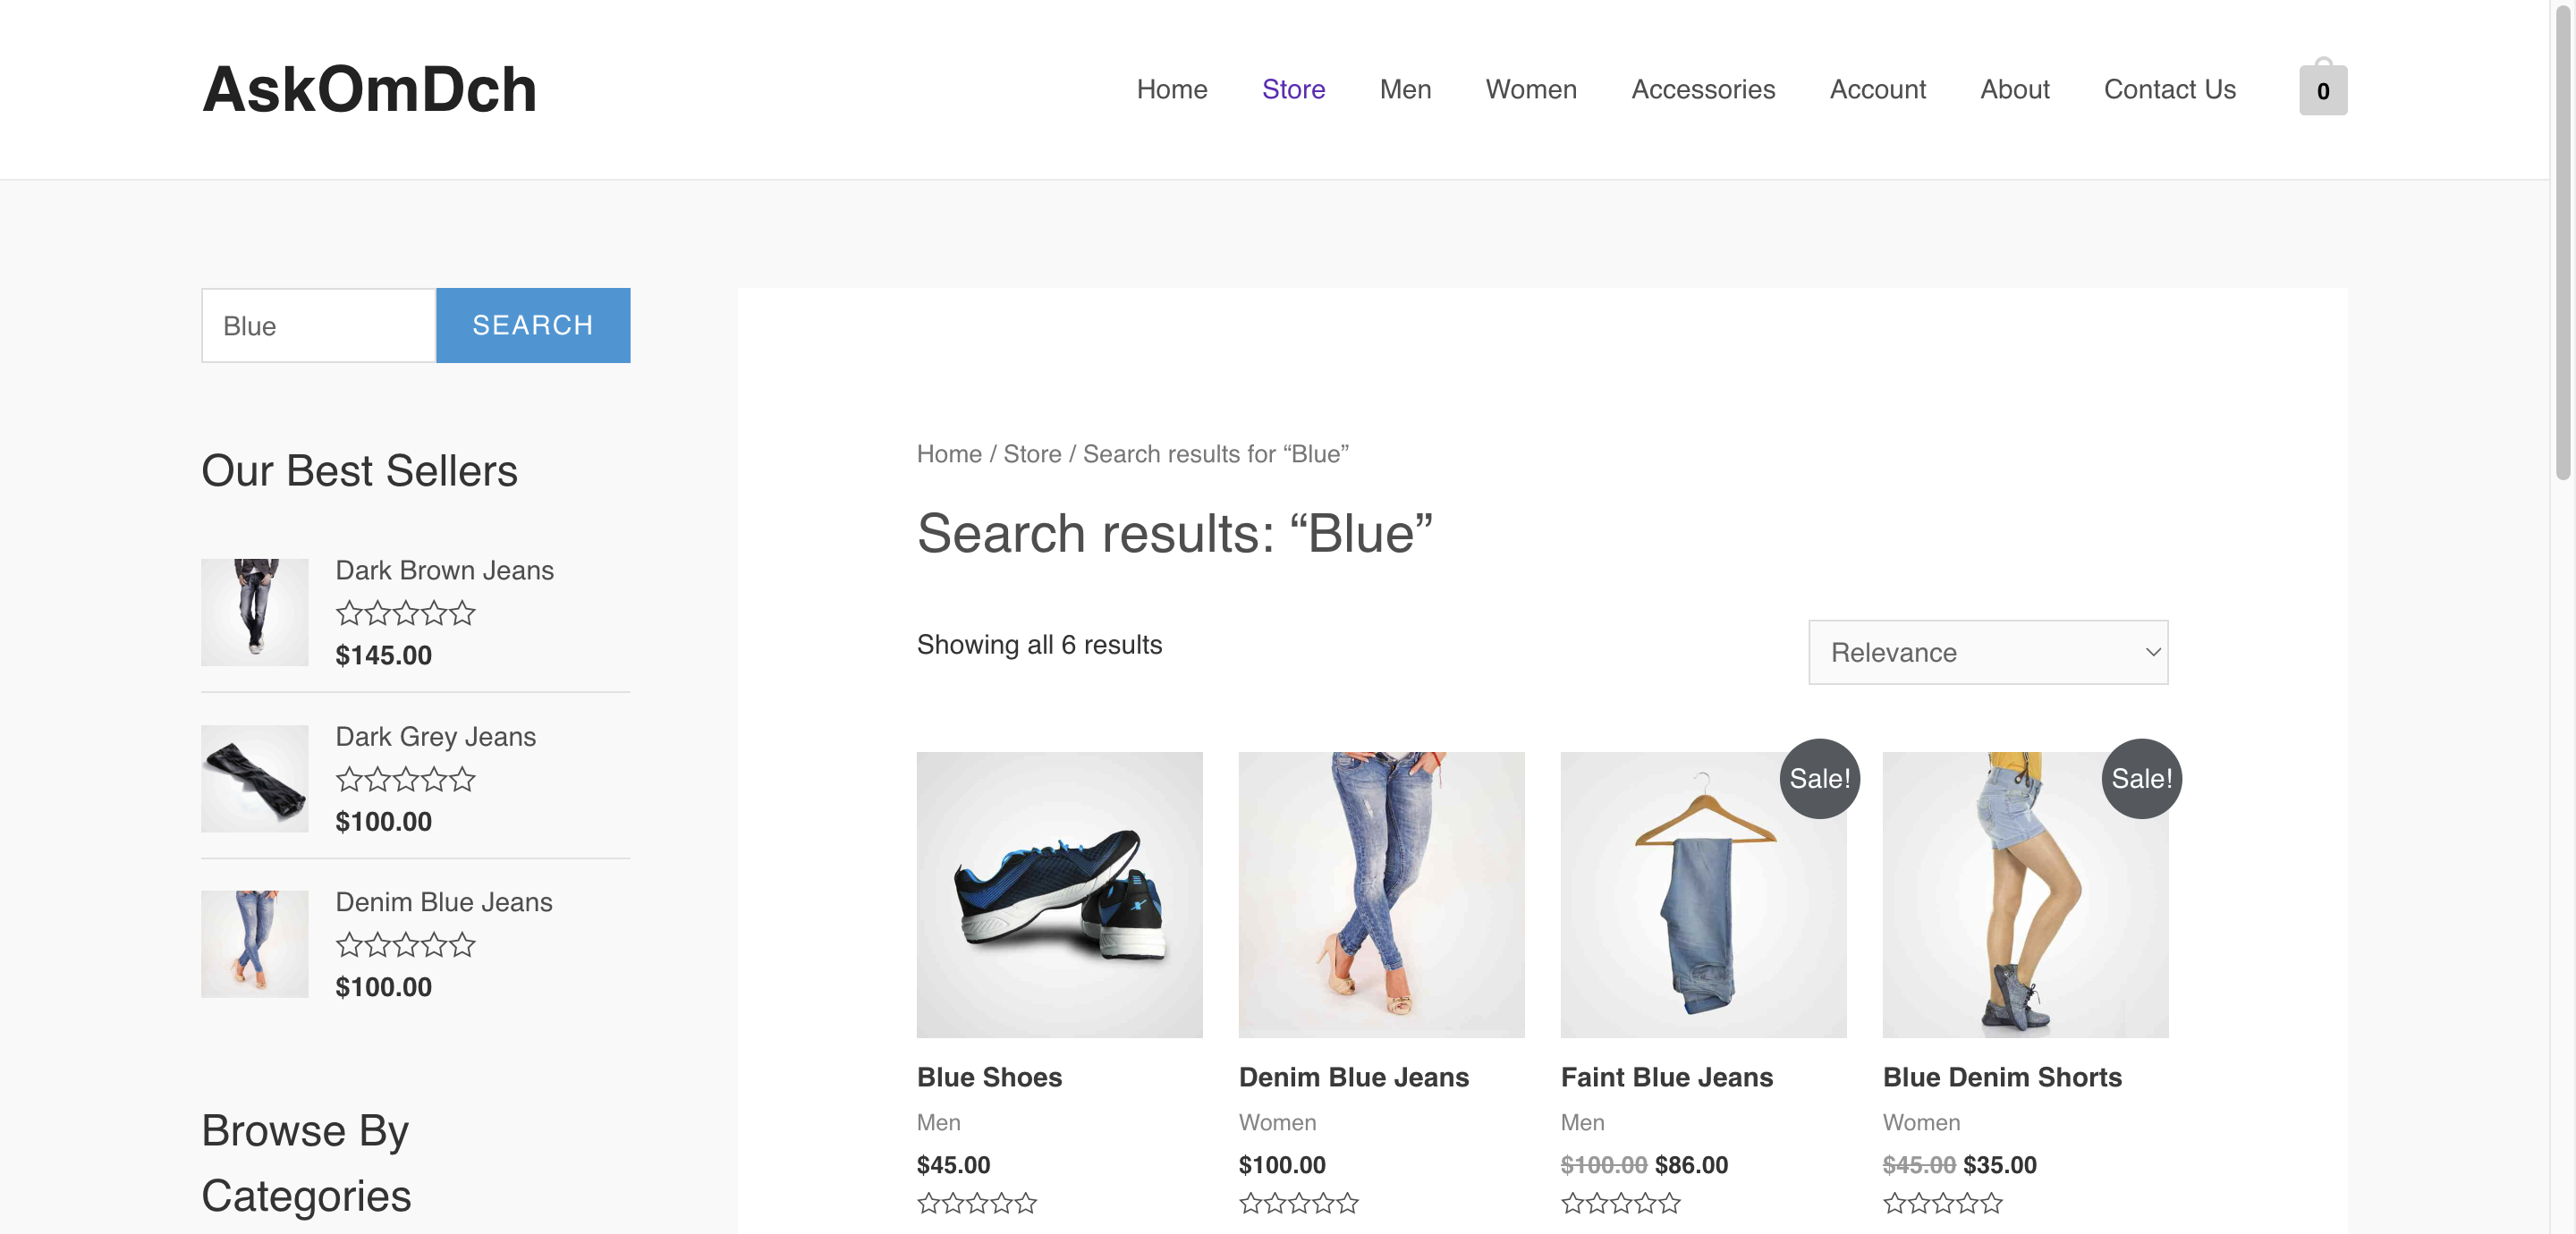 AskOmDch
Home Store Men Women Accessories Account About Contact Us 0
Blue SEARCH
Our Best Sellers
Dark Brown Jeans
$145.00
Dark Grey Jeans
$100.00
Denim Blue Jeans
$100.00
Browse By
Categories
Home / Store / Search results for “Blue”
Search results: “Blue”
Showing all 6 results
Relevance
Sale!
Sale!
Blue Shoes
Men
$45.00
Denim Blue Jeans
Women
$100.00
Faint Blue Jeans
Men
$100.00 $86.00
Blue Denim Shorts
Women
$45.00 $35.00